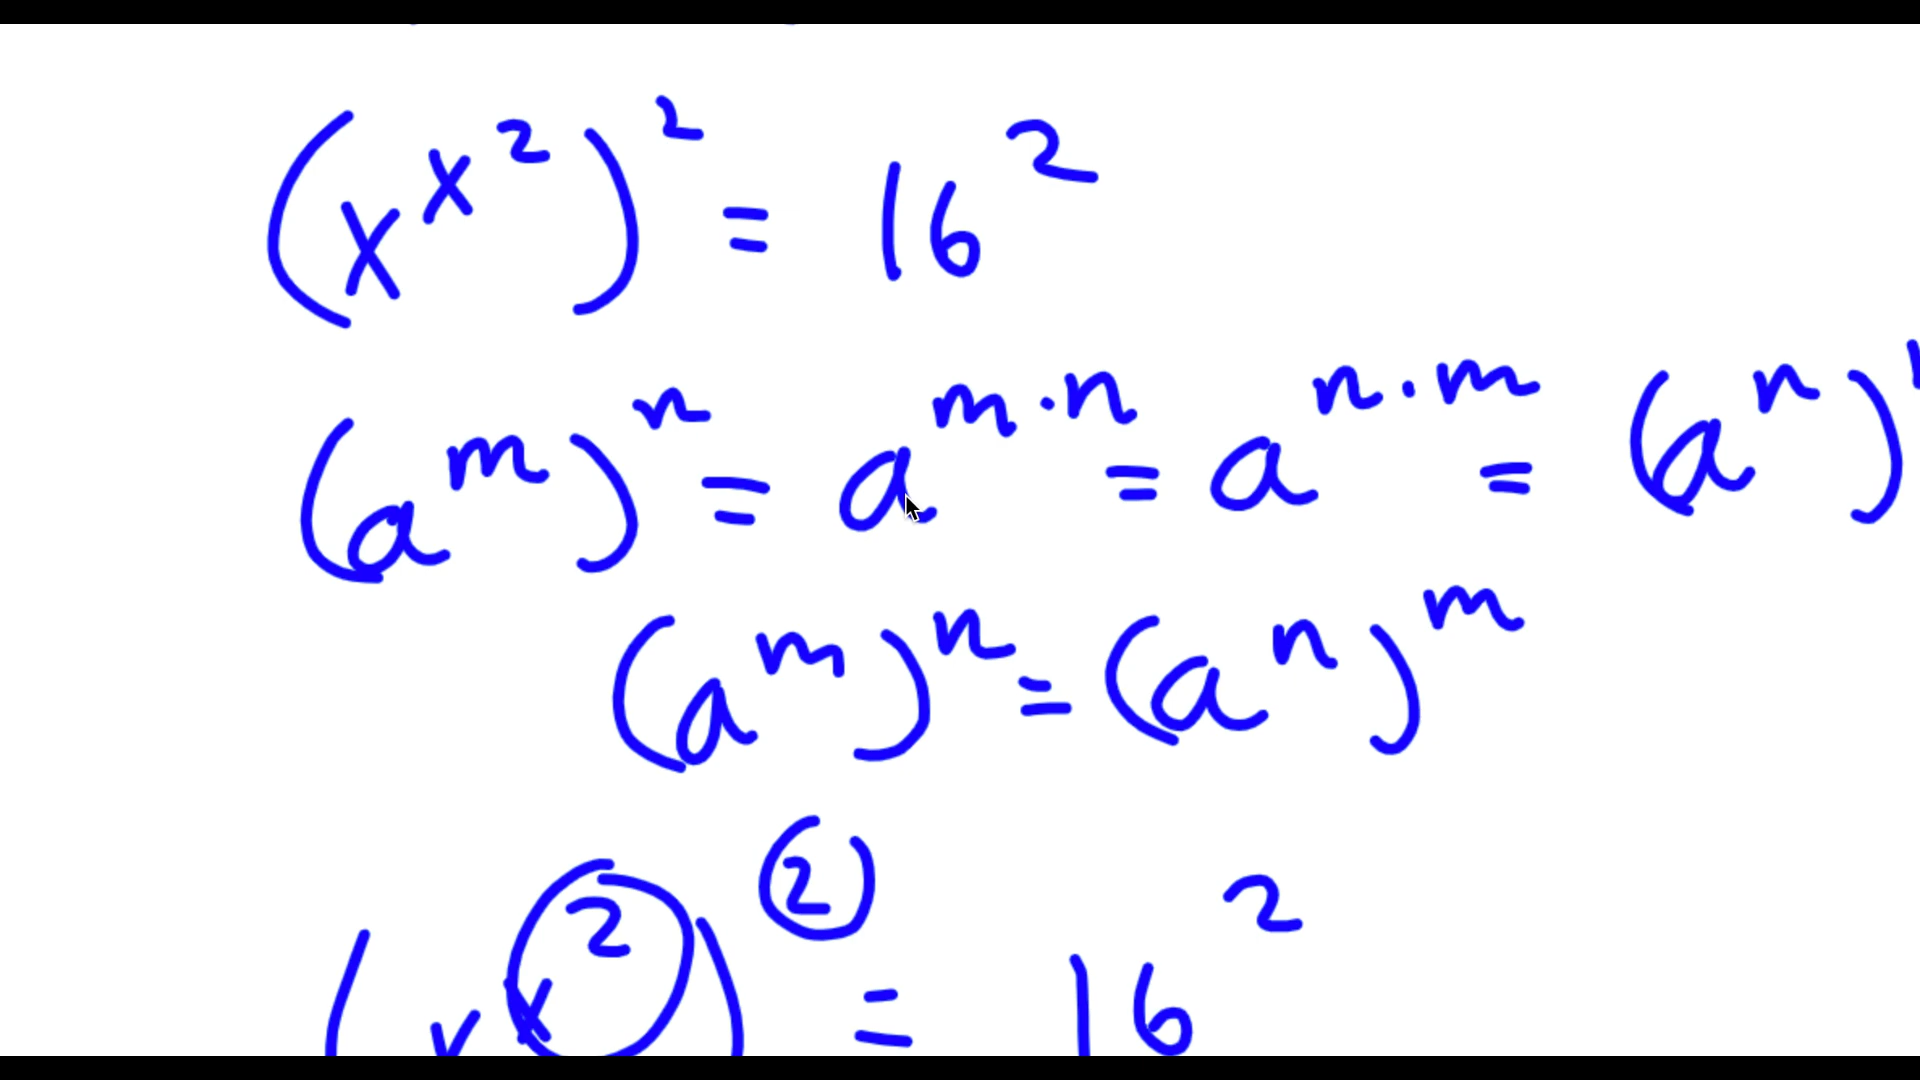 (x^{x^2})^2 = 16^2
(a^m)^n = a^{m·n} = a^{n·m} = (a^n)
(a^m)^n = (a^n)^m
(x^{x^2})^2 = 16^2